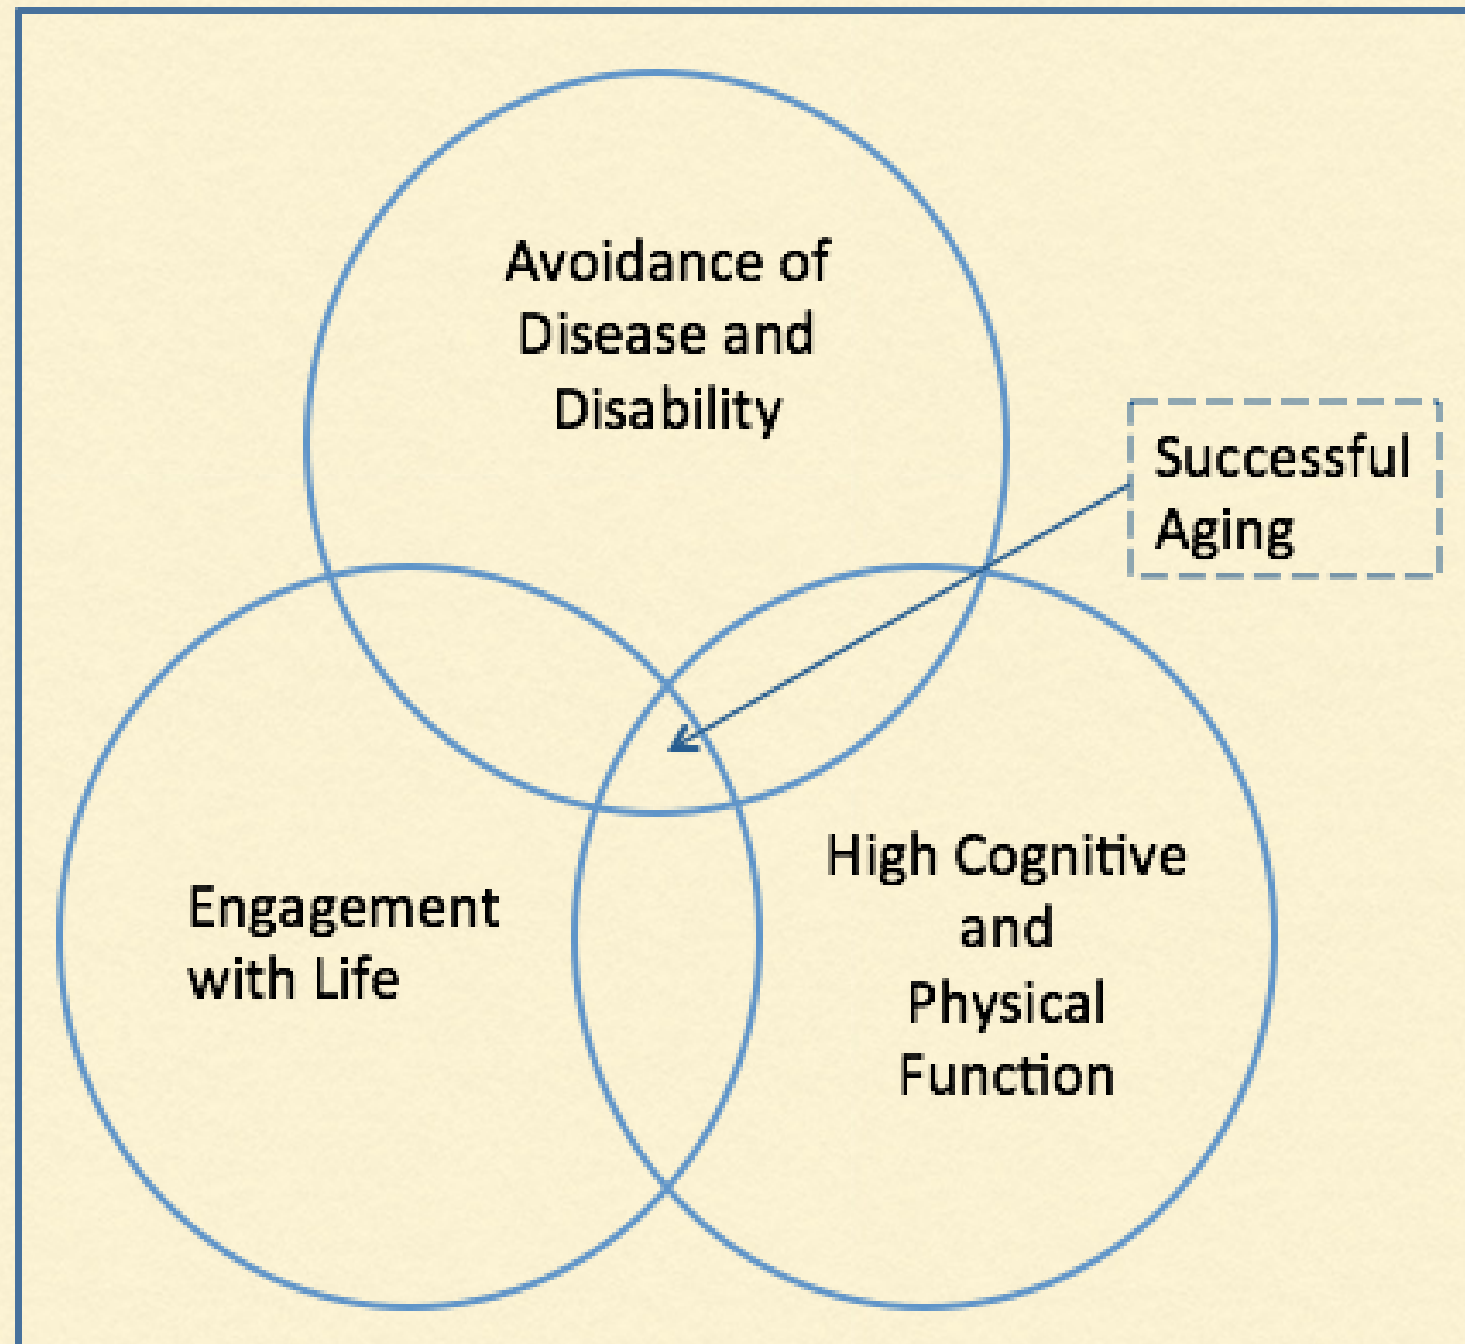 Avoidance of
Disease and
Disability
Successful
Aging
Engagement
with Life
High Cognitive
and
Physical
Function